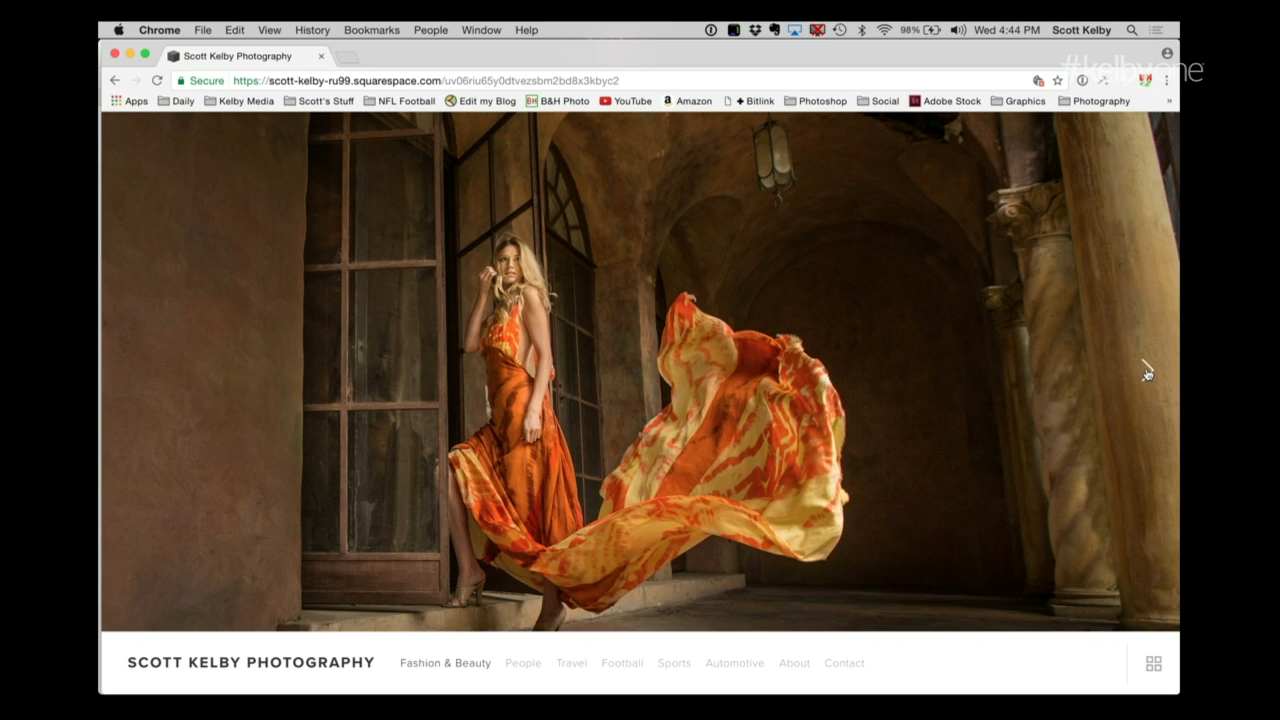 Chrome File Edit View History Bookmarks People Window Help 98% Wed 4:44 PM Scott Kelby
Scott Kelby Photography
#kelbyone
Secure https://scott-kelby-ru99.squarespace.com/uv06riu65y0dtvezsbm2bd8x3kbyc2
Apps Daily Kelby Media Scott's Stuff NFL Football Edit my Blog BH B&H Photo YouTube a Amazon Bitlink Photoshop Social St Adobe Stock Graphics Photography »
SCOTT KELBY PHOTOGRAPHY Fashion & Beauty People Travel Football Sports Automotive About Contact